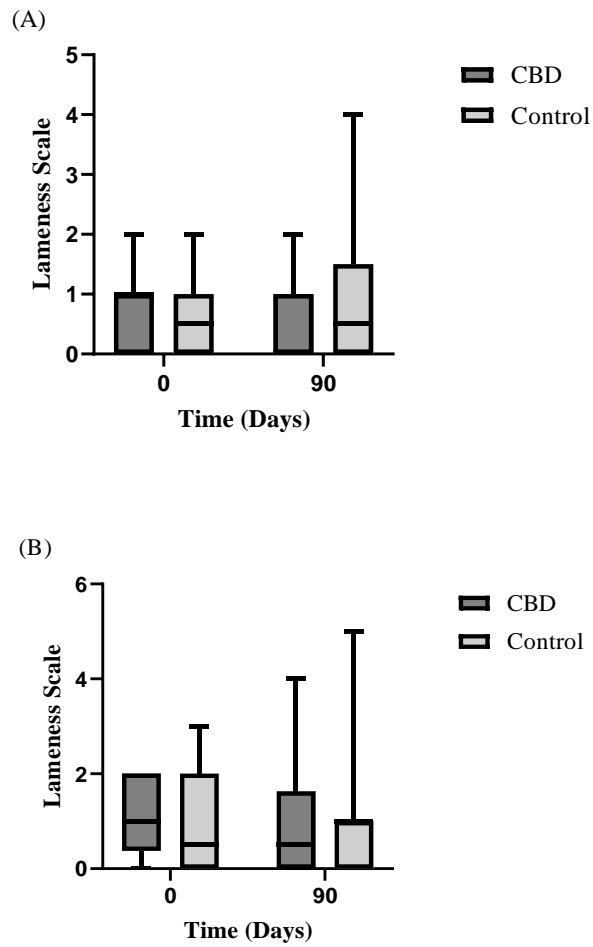 (A)
CBD
Control
Lameness Scale
5
4
3
2
1
0
0 90
Time (Days)
(B)
CBD
Control
Lameness Scale
6
4
2
0
0 90
Time (Days)